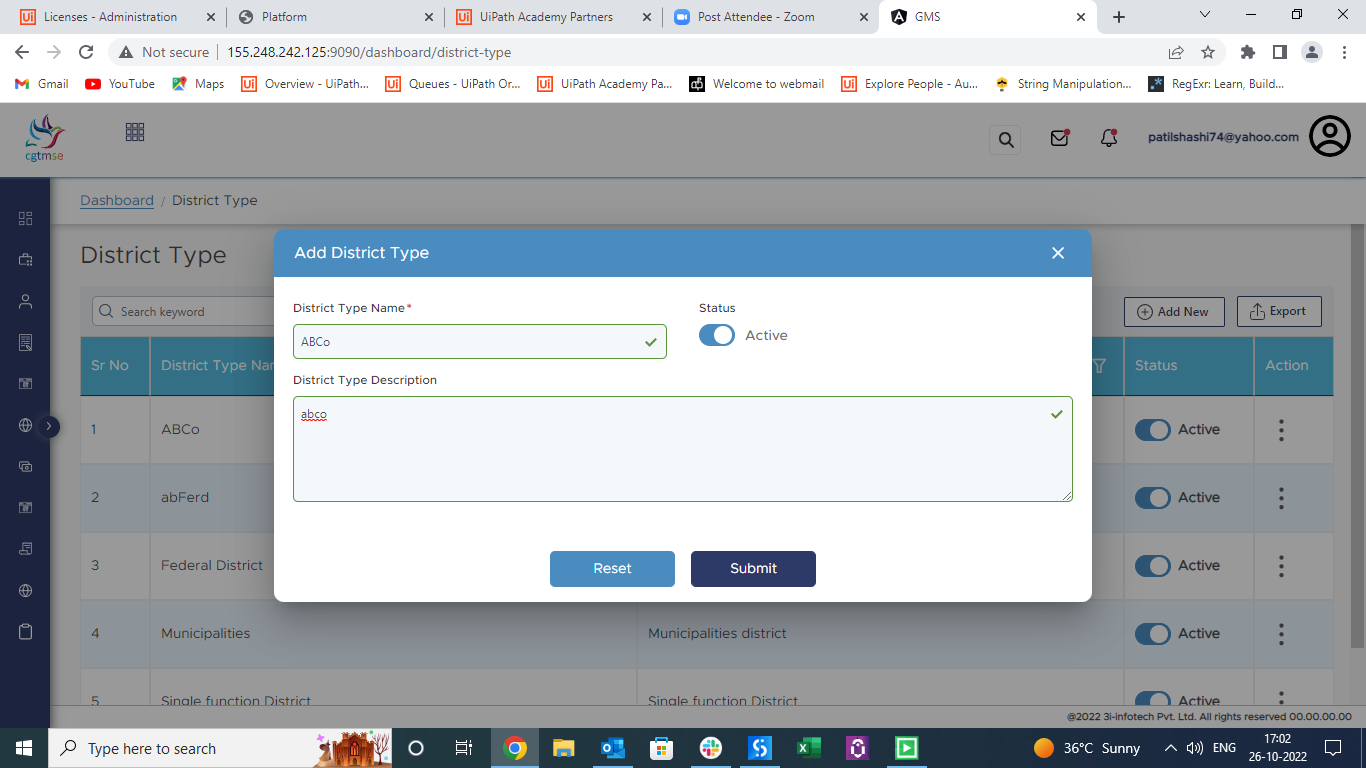 Licenses - Administration
Platform
UiPath Academy Partners
Post Attendee - Zoom
GMS
Not secure
155.248.242.125:9090/dashboard/district-type
Gmail
YouTube
Maps
Overview - UiPath...
Queues - UiPath Or...
UiPath Academy Pa...
Welcome to webmail
Explore People - Au...
String Manipulation...
RegExr: Learn, Build...
cgtmse
patilshashi74@yahoo.com
Dashboard / District Type
District Type
Add District Type
District Type Name*
Status
Search keyword
Add New
Export
ABCo
Active
Sr No
District Type Nam
Status
Action
District Type Description
abco
1
ABCo
Active
2
abFerd
Active
3
Federal District
Active
Reset
Submit
4
Municipalities
Municipalities district
Active
5
Single function District
Single function District
Active
@2022 3i-infotech Pvt. Ltd. All rights reserved 00.00.00.00
Type here to search
36°C Sunny
ENG
17:02
26-10-2022